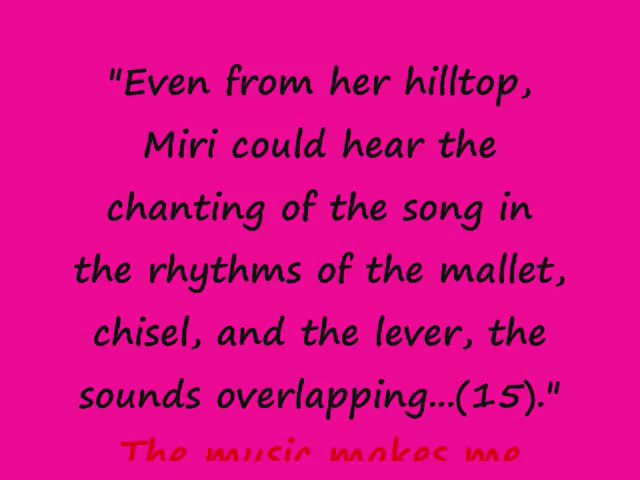 "Even from her hilltop,
Miri could hear the
chanting of the song in
the rhythms of the mallet,
chisel, and the lever, the
sounds overlapping...(15)."
The music makes me